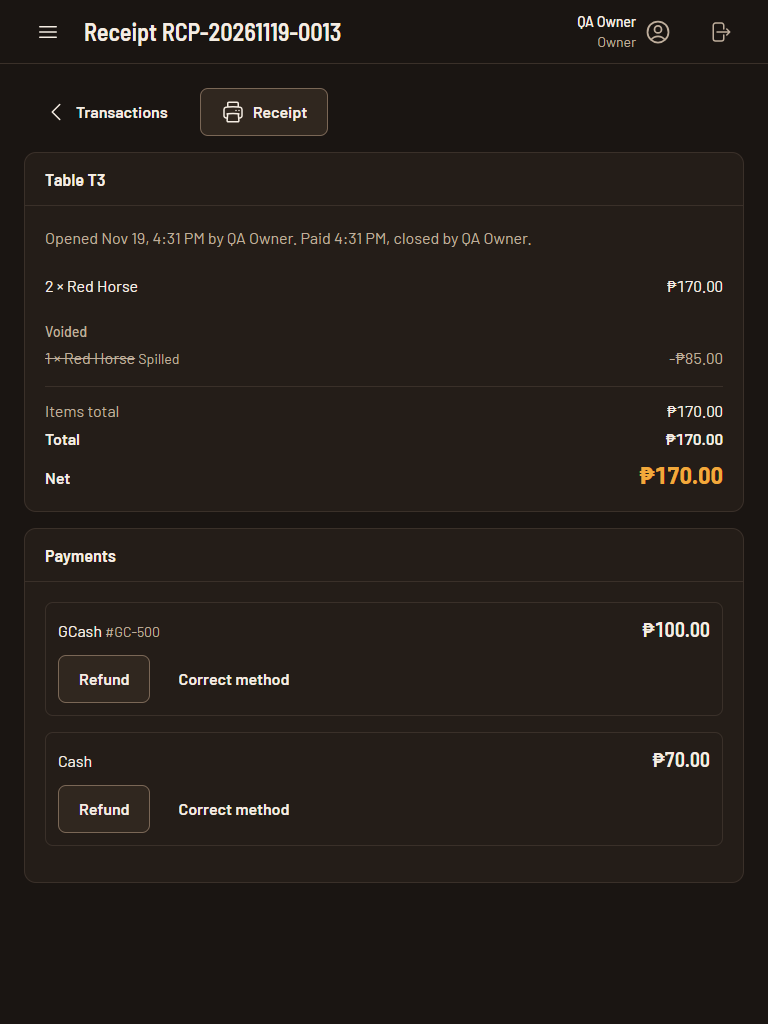 Receipt RCP-20261119-0013
QA Owner
Owner
Transactions
Receipt
Table T3
Opened Nov 19, 4:31 PM by QA Owner. Paid 4:31 PM, closed by QA Owner.
2 × Red Horse ₱170.00
Voided
1 × Red Horse Spilled -₱85.00
Items total ₱170.00
Total ₱170.00
Net ₱170.00
Payments
GCash #GC-500 ₱100.00
Refund Correct method
Cash ₱70.00
Refund Correct method